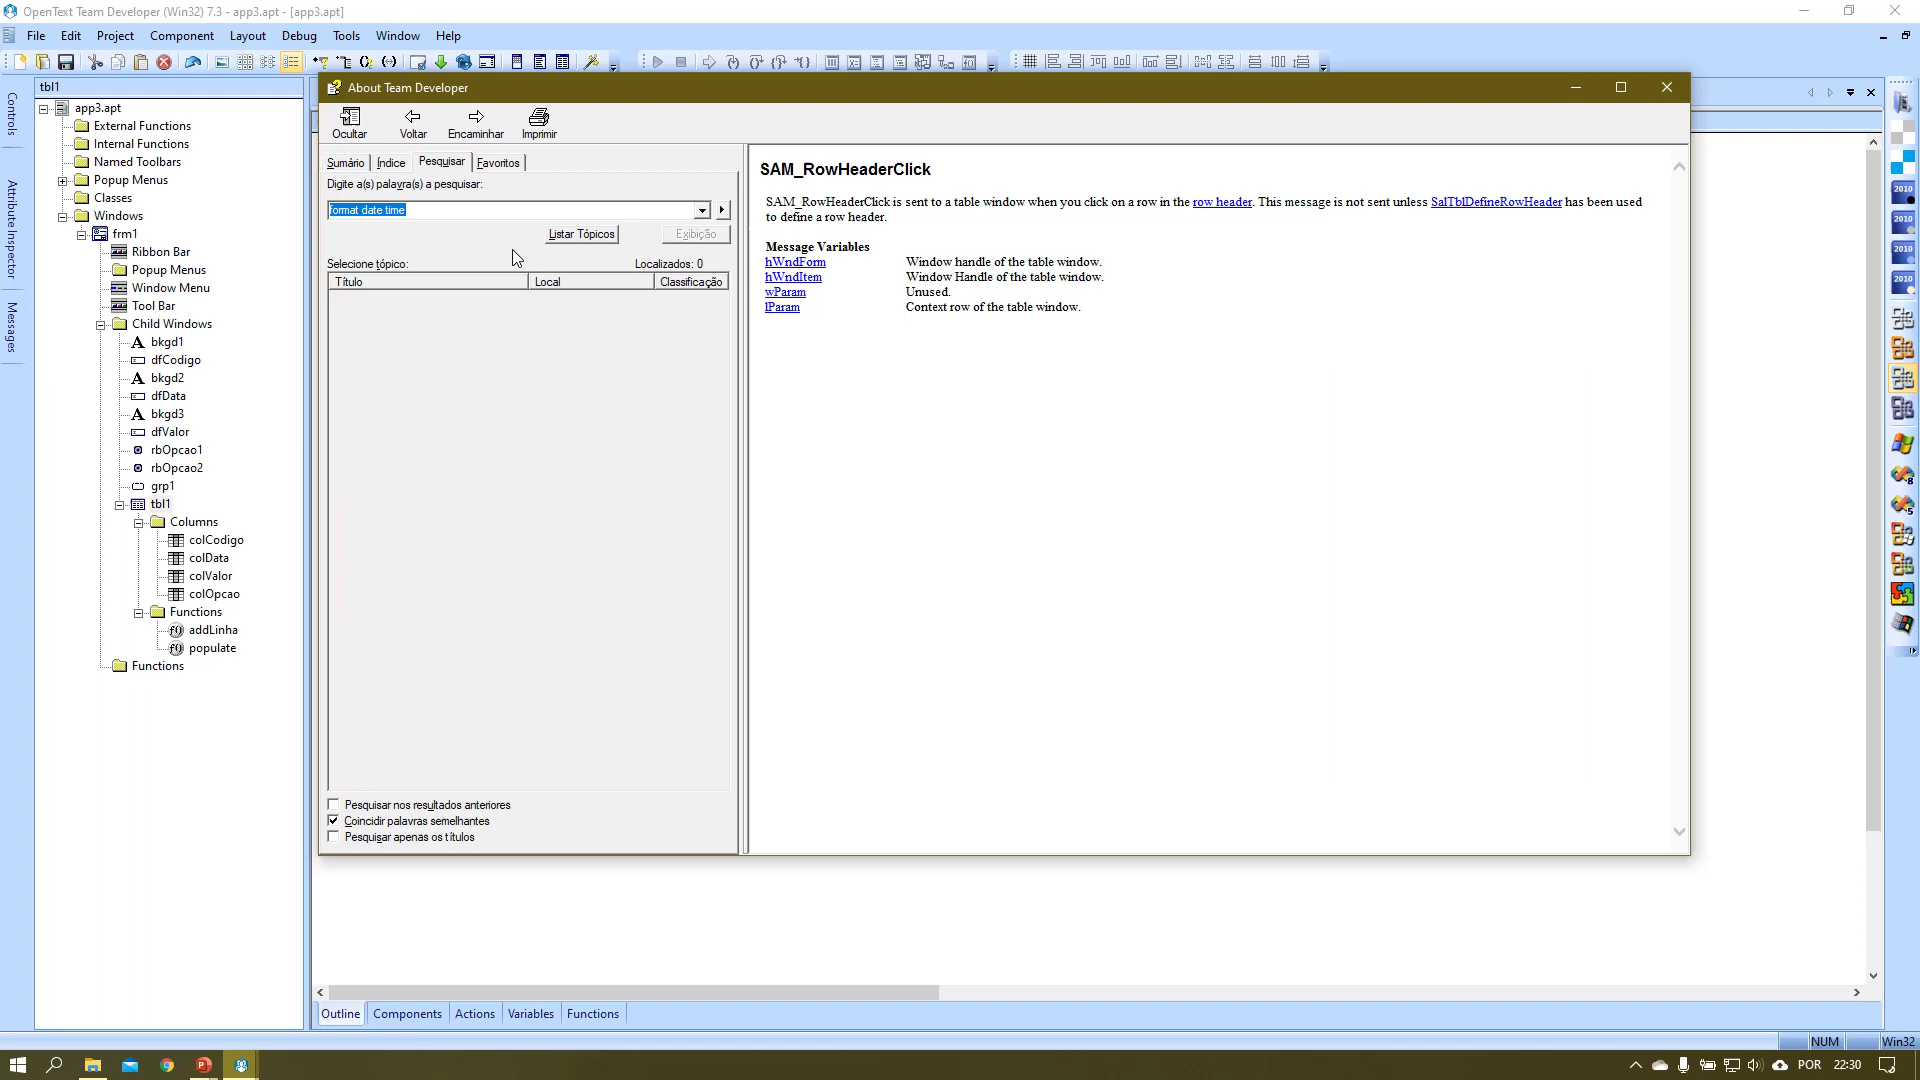 OpenText Team Developer (Win32) 7.3 - app3.apt - [app3.apt]
File Edit Project Component Layout Debug Tools Window Help
tbl1
Controls
Attribute Inspector
Messages
app3.apt
External Functions
Internal Functions
Named Toolbars
Popup Menus
Classes
Windows
frm1
Ribbon Bar
Popup Menus
Window Menu
Tool Bar
Child Windows
bkgd1
dfCodigo
bkgd2
dfData
bkgd3
dfValor
rbOpcao1
rbOpcao2
grp1
tbl1
Columns
colCodigo
colData
colValor
colOpcao
Functions
addLinha
populate
Functions
About Team Developer
Ocultar Voltar Encaminhar Imprimir
Sumário Índice Pesquisar Favoritos
Digite a(s) palavra(s) a pesquisar:
format date time
Listar Tópicos Exibição
Selecione tópico: Localizados: 0
Título Local Classificação
Pesquisar nos resultados anteriores
Coincidir palavras semelhantes
Pesquisar apenas os títulos
SAM_RowHeaderClick
SAM_RowHeaderClick is sent to a table window when you click on a row in the row header. This message is not sent unless SalTblDefineRowHeader has been used
to define a row header.
Message Variables
hWndForm Window handle of the table window.
hWndItem Window Handle of the table window.
wParam Unused.
lParam Context row of the table window.
2010
2010
2010
2010
Outline Components Actions Variables Functions
NUM Win32
POR 22:30